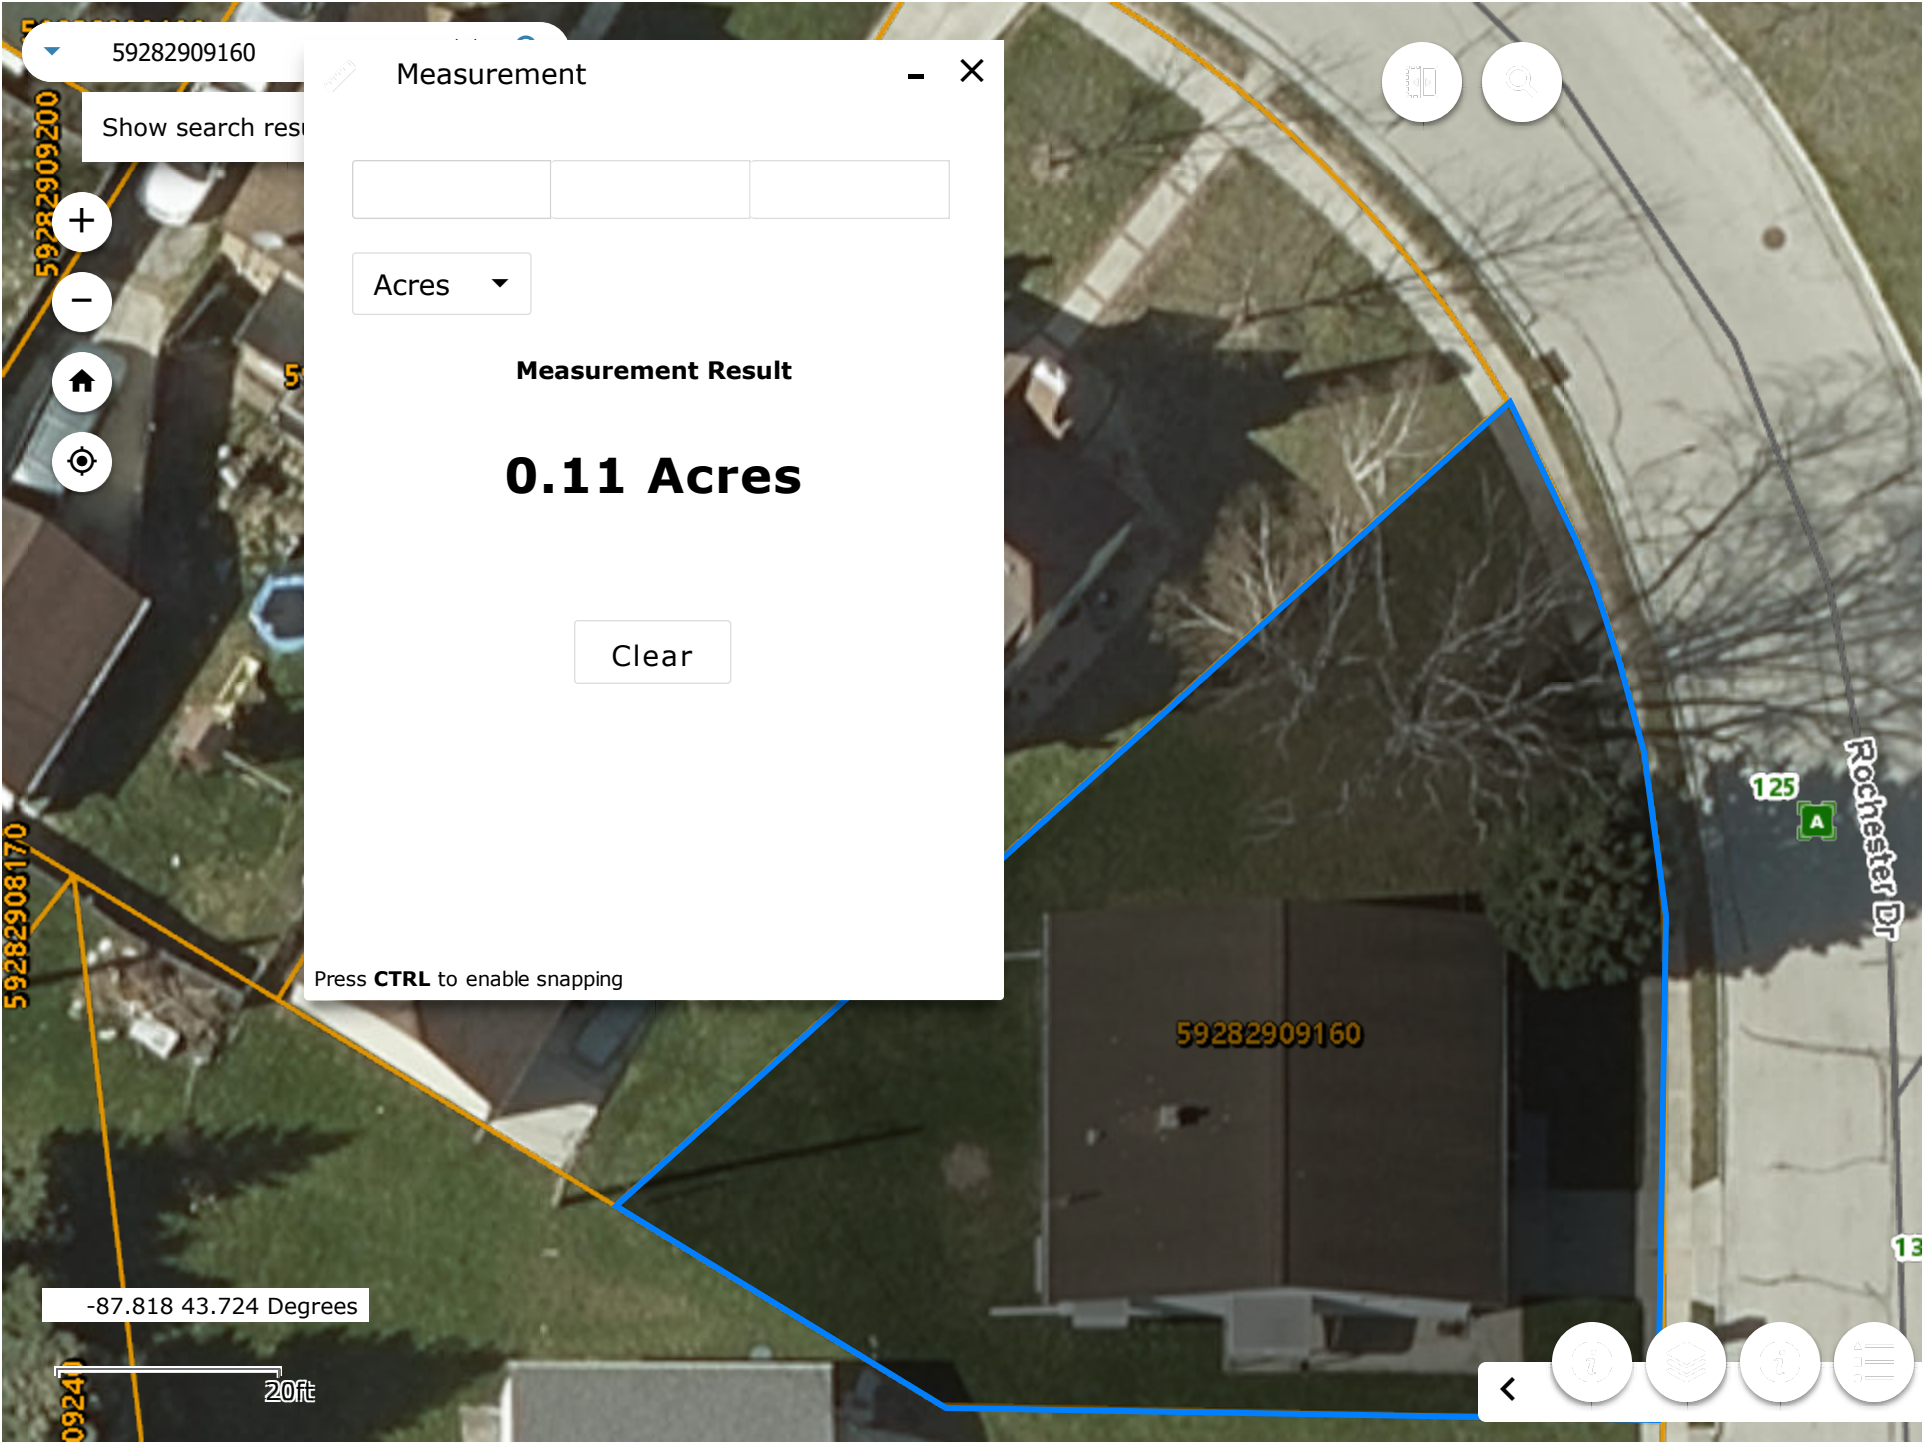 59282909160
Measurement
Show search resu
59282909200
Acres
Measurement Result
0.11 Acres
Clear
125
A
Rochester Dr
59282908170
Press CTRL to enable snapping
59282909160
13
-87.818 43.724 Degrees
20ft
0924